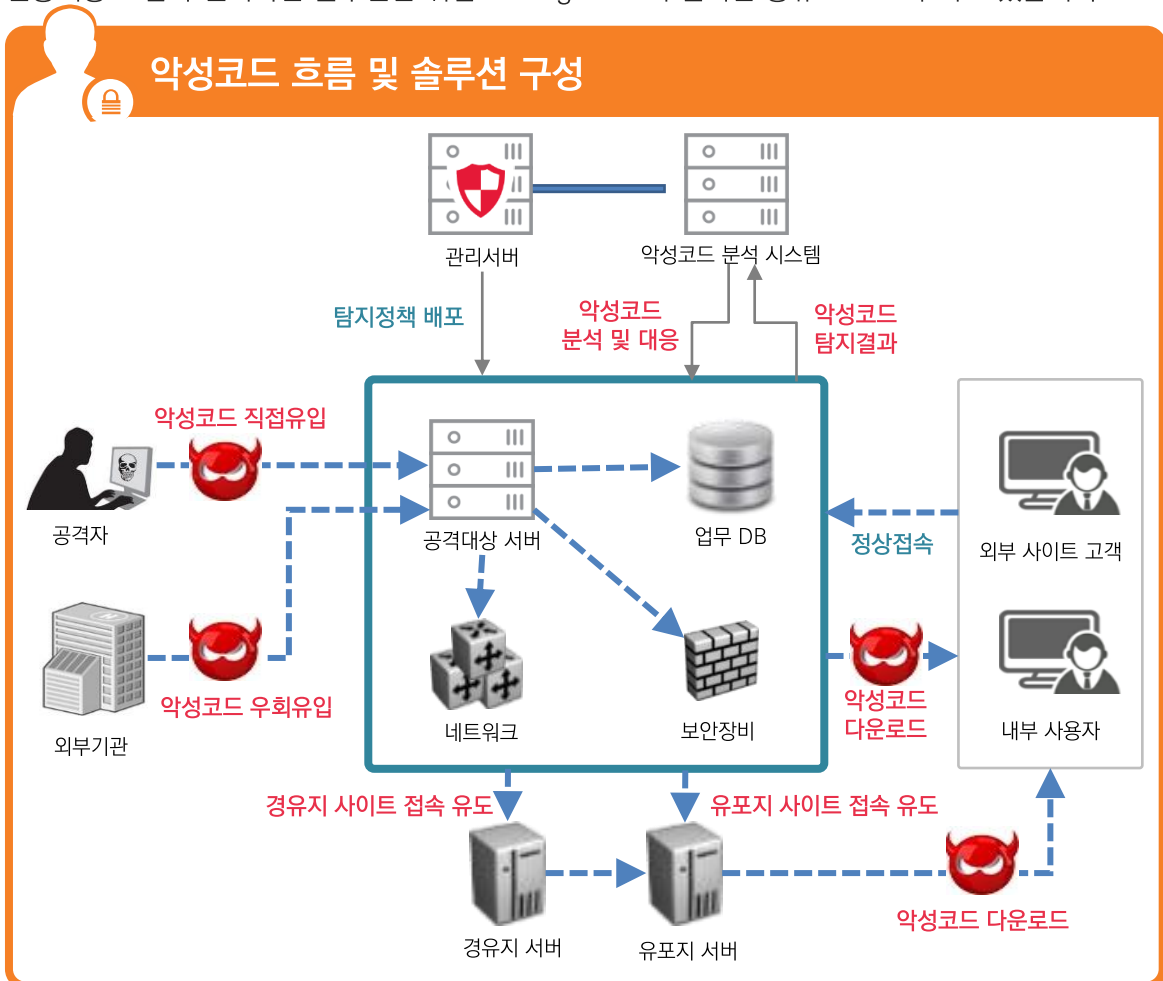 악성코드 흐름 및 솔루션 구성
관리서버
악성코드 분석 시스템
탐지정책 배포
악성코드
분석 및 대응
악성코드
탐지결과
악성코드 직접유입
공격자
공격대상 서버
업무 DB
정상접속
외부 사이트 고객
악성코드 우회유입
외부기관
네트워크
보안장비
악성코드
다운로드
내부 사용자
경유지 사이트 접속 유도
유포지 사이트 접속 유도
경유지 서버
유포지 서버
악성코드 다운로드